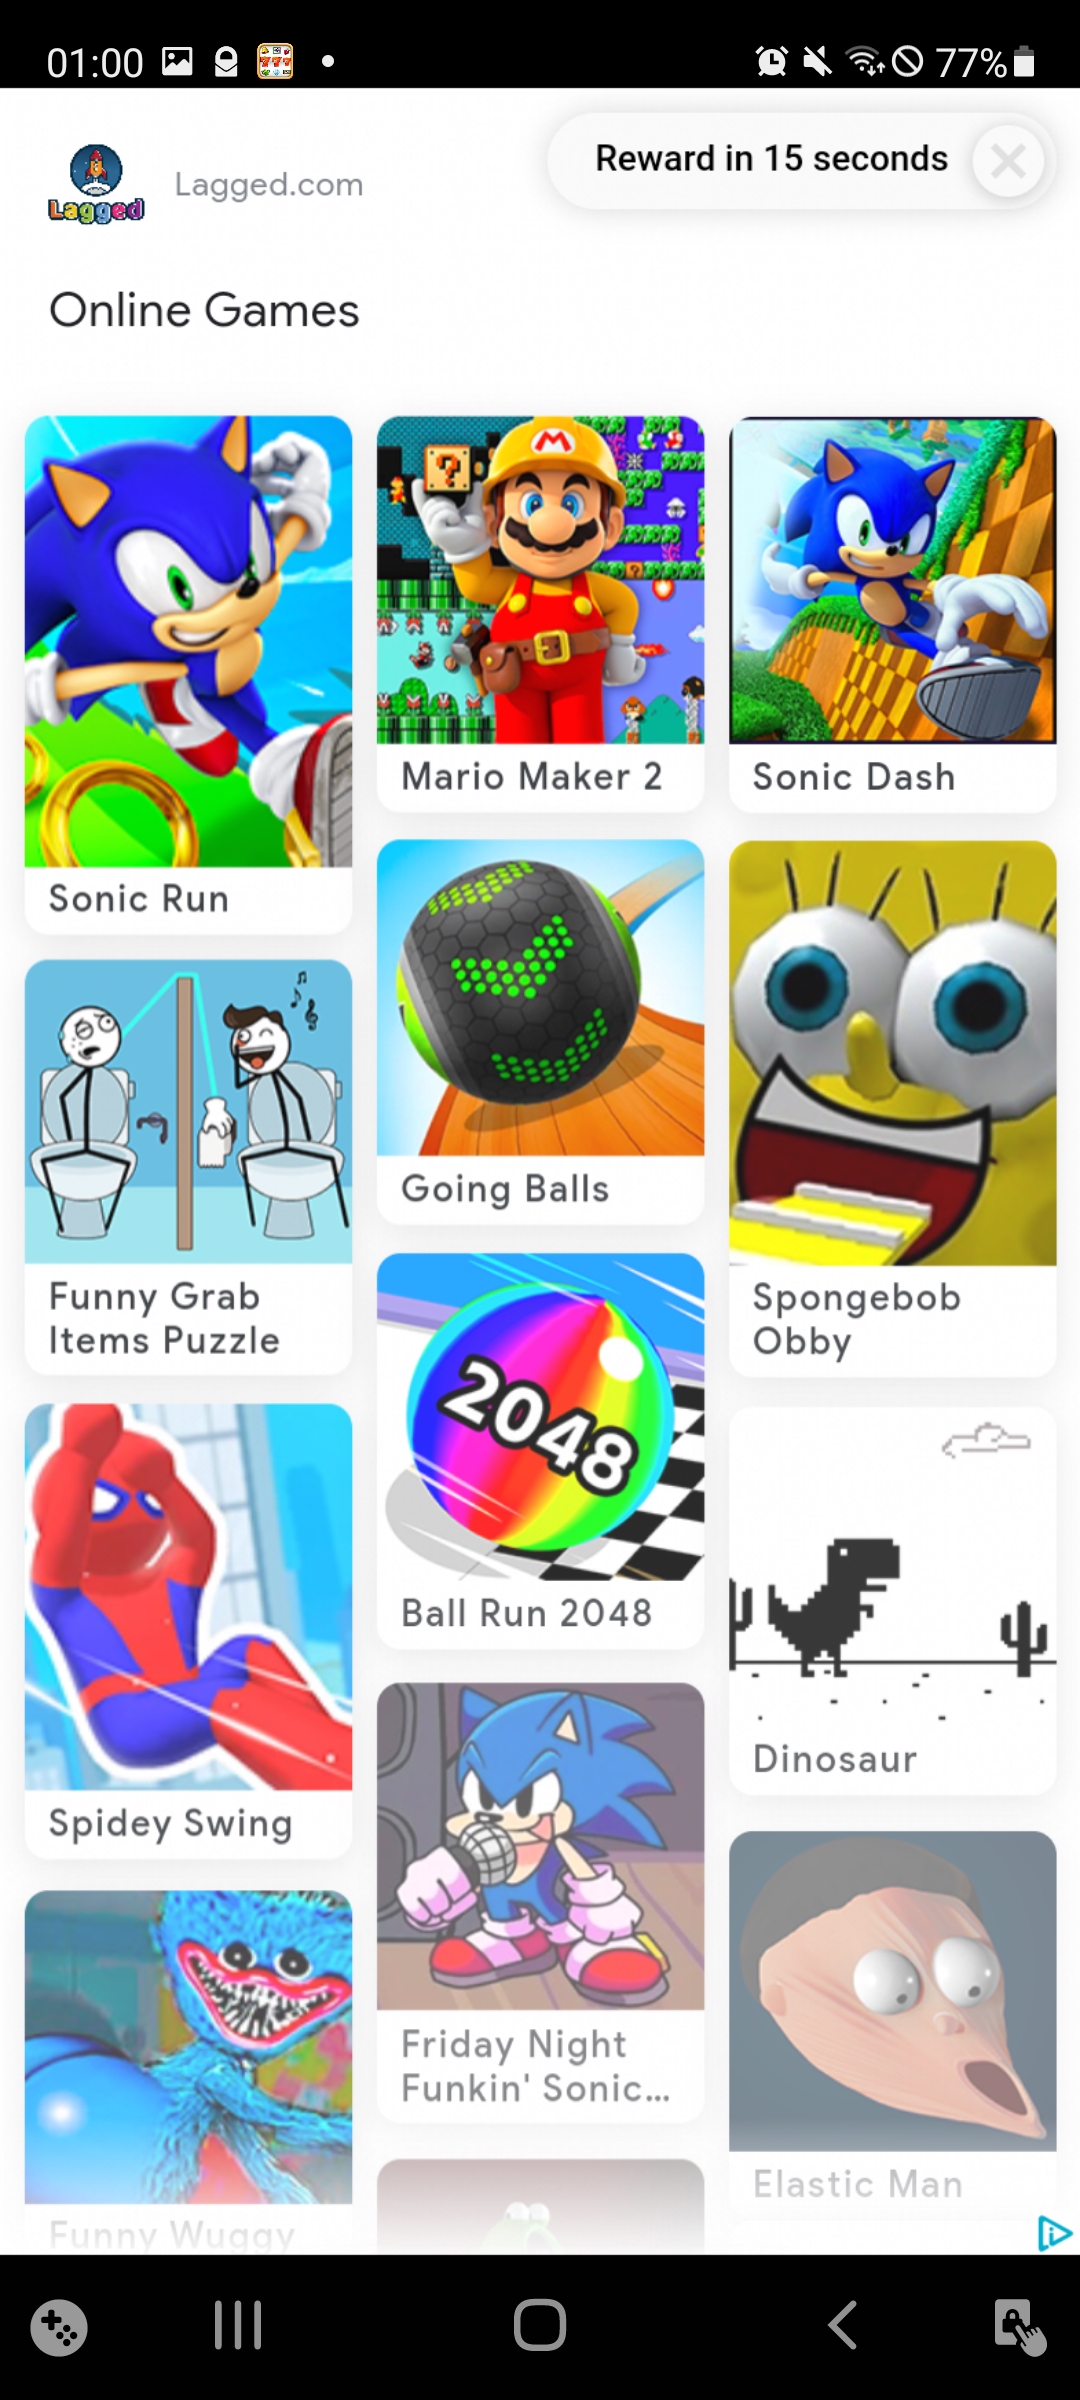 01:00
77%
Lagged
Lagged.com
Reward in 15 seconds
Online Games
Sonic Run
M
?
Mario Maker 2
Sonic Dash
Going Balls
Funny Grab
Items Puzzle
Spongebob
Obby
2048
Ball Run 2048
Dinosaur
Spidey Swing
Friday Night
Funkin' Sonic...
Elastic Man
Funny Wuggy